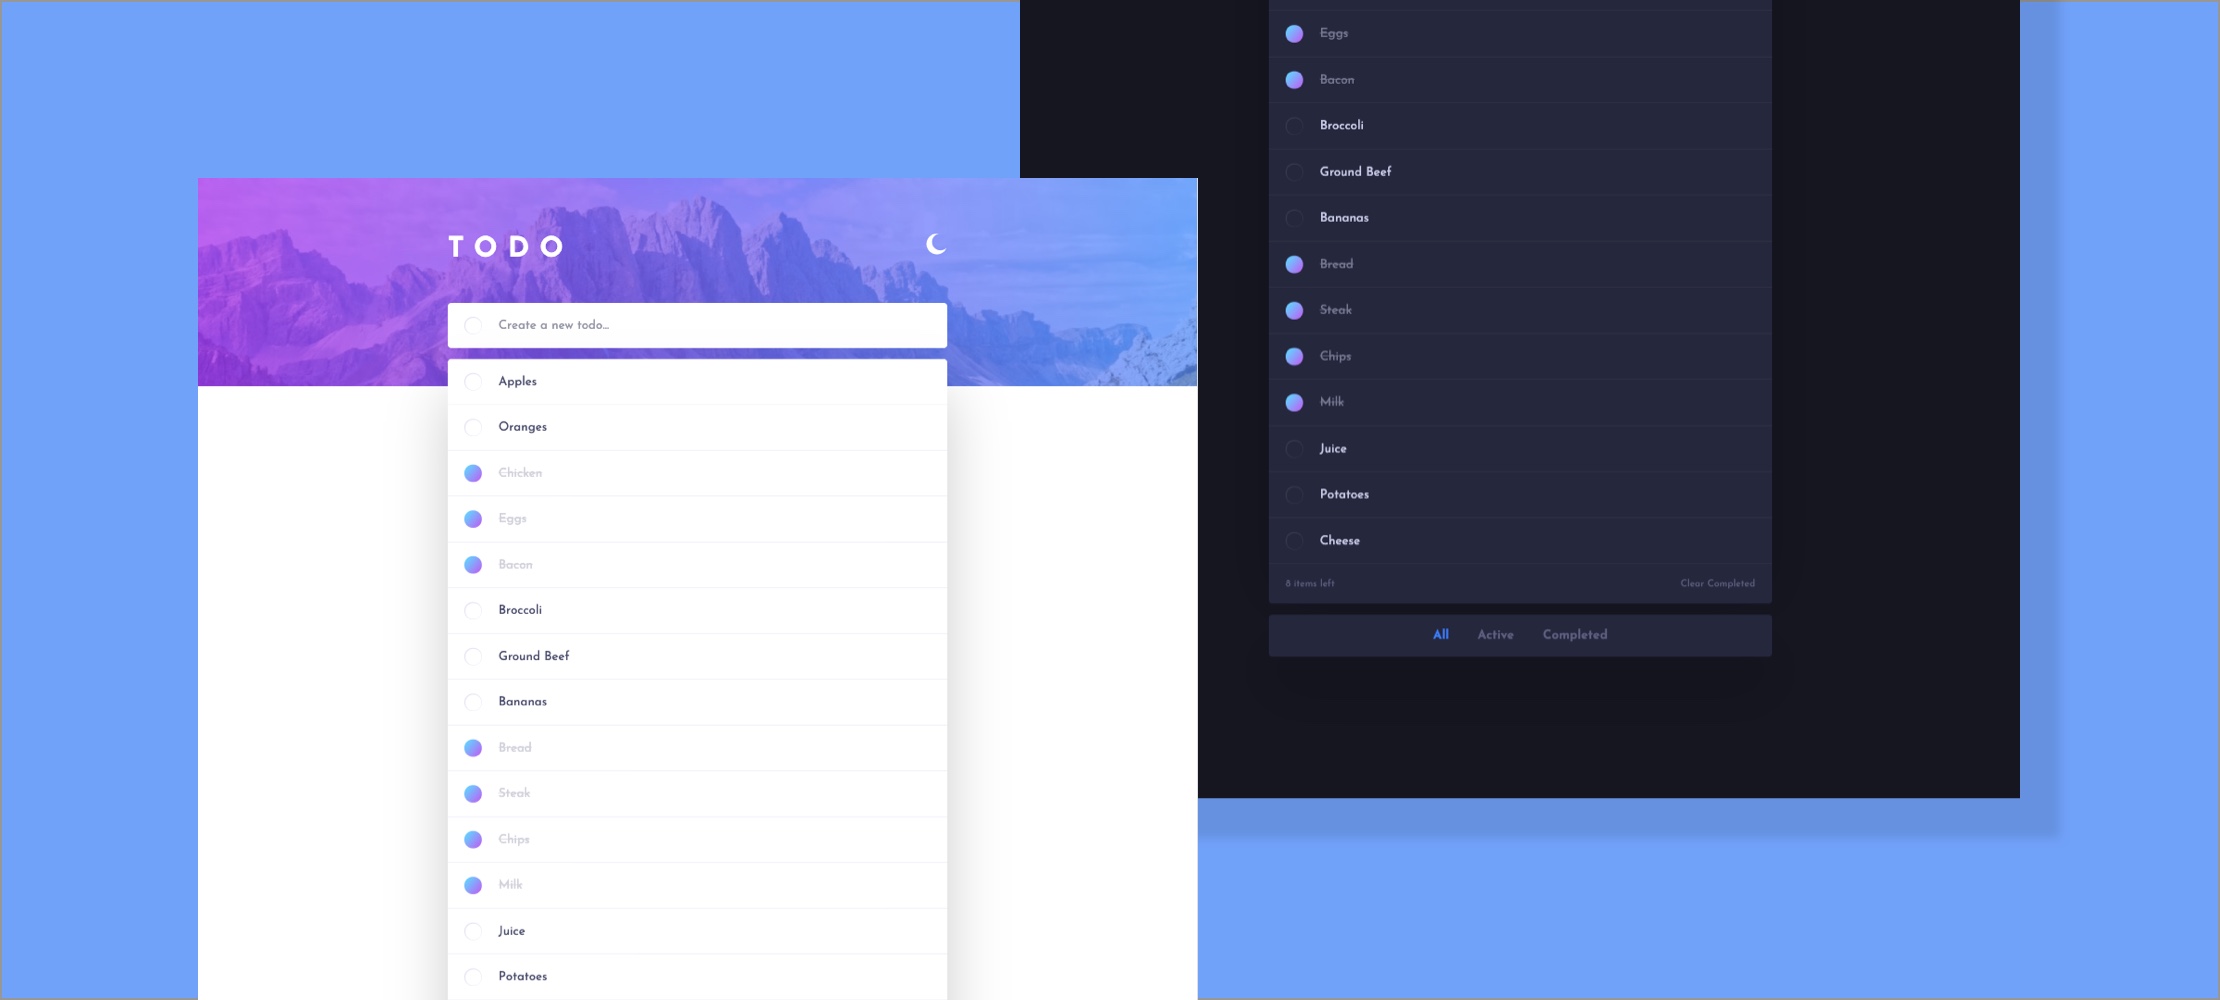 TODO
Create a new todo...
Apples
Oranges
Chicken
Eggs
Bacon
Broccoli
Ground Beef
Bananas
Bread
Steak
Chips
Milk
Juice
Potatoes
Eggs
Bacon
Broccoli
Ground Beef
Bananas
Bread
Steak
Chips
Milk
Juice
Potatoes
Cheese
8 items left Clear Completed
All Active Completed